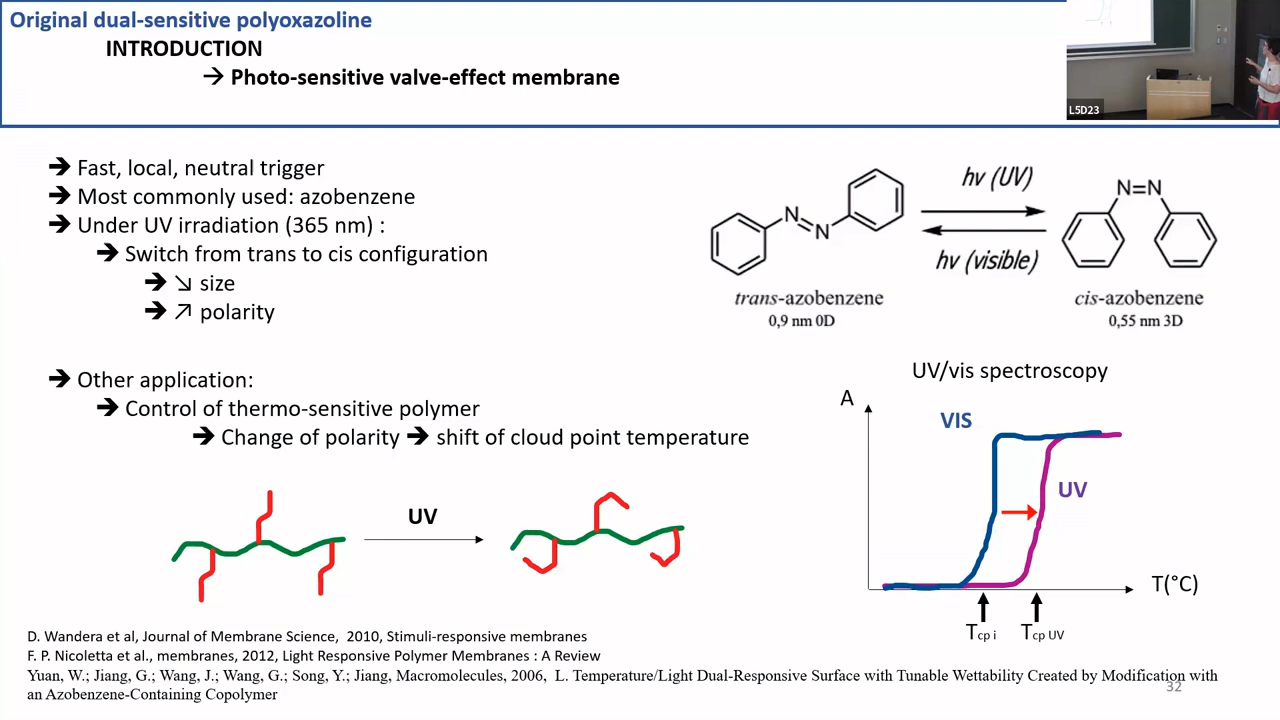 Original dual-sensitive polyoxazoline
INTRODUCTION
→ Photo-sensitive valve-effect membrane
L5D23
➔ Fast, local, neutral trigger
➔ Most commonly used: azobenzene
➔ Under UV irradiation (365 nm) :
➔ Switch from trans to cis configuration
➔ ↘ size
➔ ↗ polarity
hv (UV)
hv (visible)
N
N
N=N
trans-azobenzene
0,9 nm 0D
cis-azobenzene
0,55 nm 3D
➔ Other application:
➔ Control of thermo-sensitive polymer
➔ Change of polarity ➔ shift of cloud point temperature
UV
UV/vis spectroscopy
A
VIS
UV
T(°C)
Tcp i
Tcp UV
D. Wandera et al, Journal of Membrane Science, 2010, Stimuli-responsive membranes
F. P. Nicoletta et al., membranes, 2012, Light Responsive Polymer Membranes : A Review
Yuan, W.; Jiang, G.; Wang, J.; Wang, G.; Song, Y.; Jiang, Macromolecules, 2006, L. Temperature/Light Dual-Responsive Surface with Tunable Wettability Created by Modification with
an Azobenzene-Containing Copolymer
32